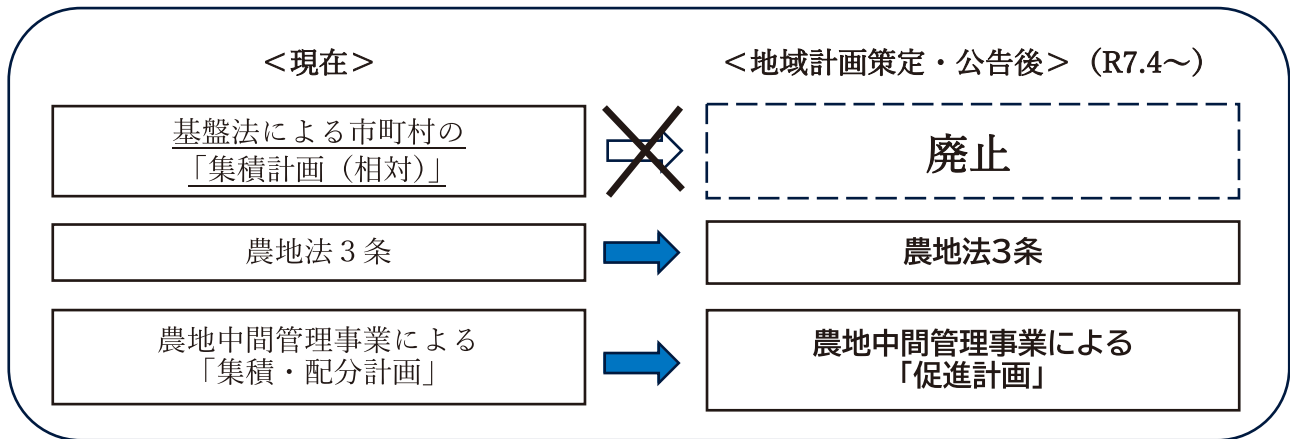 ＜現在＞
＜地域計画策定・公告後＞（R7.4～）
基盤法による市町村の
「集積計画（相対）」
廃止
農地法３条
農地法3条
農地中間管理事業による
「集積・配分計画」
農地中間管理事業による
「促進計画」